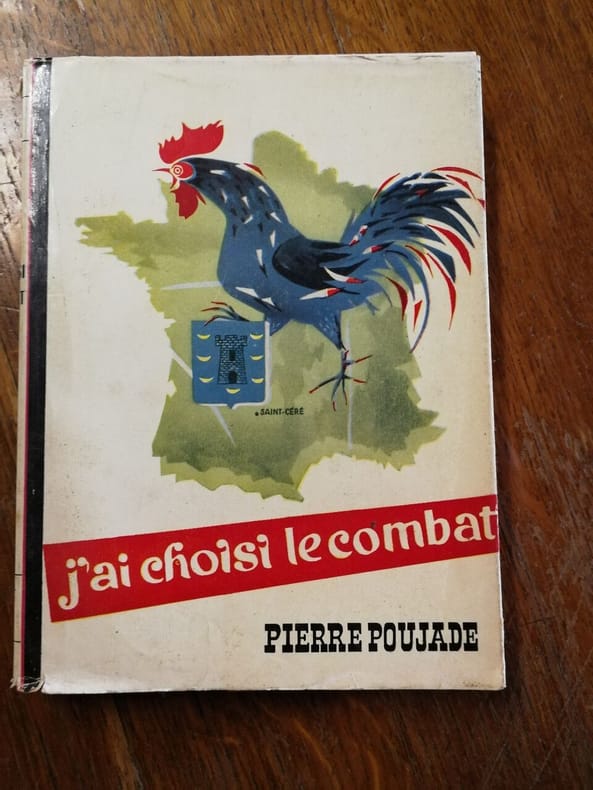 SAINT-CÉRÉ
j'ai choisi le combat
PIERRE POUJADE